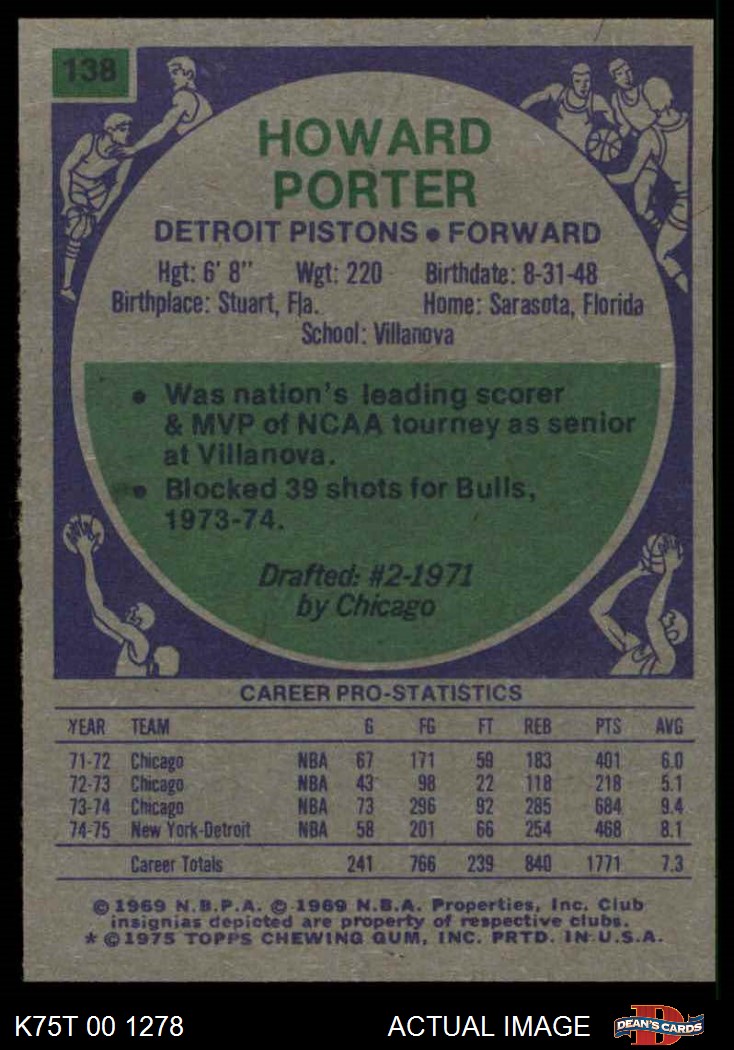 138
HOWARD
PORTER
DETROIT PISTONS • FORWARD
Hgt: 6' 8" Wgt: 220 Birthdate: 8-31-48
Birthplace: Stuart, Fla. Home: Sarasota, Florida
School: Villanova
• Was nation's leading scorer
& MVP of NCAA tourney as senior
at Villanova.
• Blocked 39 shots for Bulls,
1973-74.
Drafted: #2-1971
by Chicago
CAREER PRO-STATISTICS
YEAR TEAM G FG FT REB PTS AVG
71-72 Chicago NBA 67 171 59 183 401 6.0
72-73 Chicago NBA 43 98 22 118 218 5.1
73-74 Chicago NBA 73 296 92 285 684 9.4
74-75 New York-Detroit NBA 58 201 66 254 468 8.1
Career Totals 241 766 239 840 1771 7.3
© 1969 N.B.P.A. © 1969 N.B.A. Properties, Inc. Club
insignias depicted are property of respective clubs.
* © 1975 TOPPS CHEWING GUM, INC. PRTD. IN U.S.A.
K75T 00 1278 ACTUAL IMAGE
D
DEAN'S CARDS